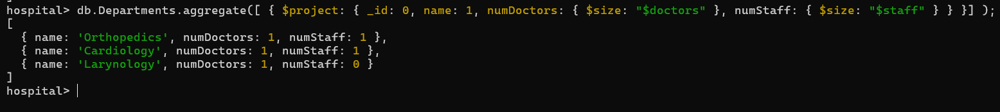 hospital> db.Departments.aggregate([ { $project: { _id: 0, name: 1, numDoctors: { $size: "$doctors" }, numStaff: { $size: "$staff" } } }] );
[
  { name: 'Orthopedics', numDoctors: 1, numStaff: 1 },
  { name: 'Cardiology', numDoctors: 1, numStaff: 1 },
  { name: 'Larynology', numDoctors: 1, numStaff: 0 }
]
hospital>